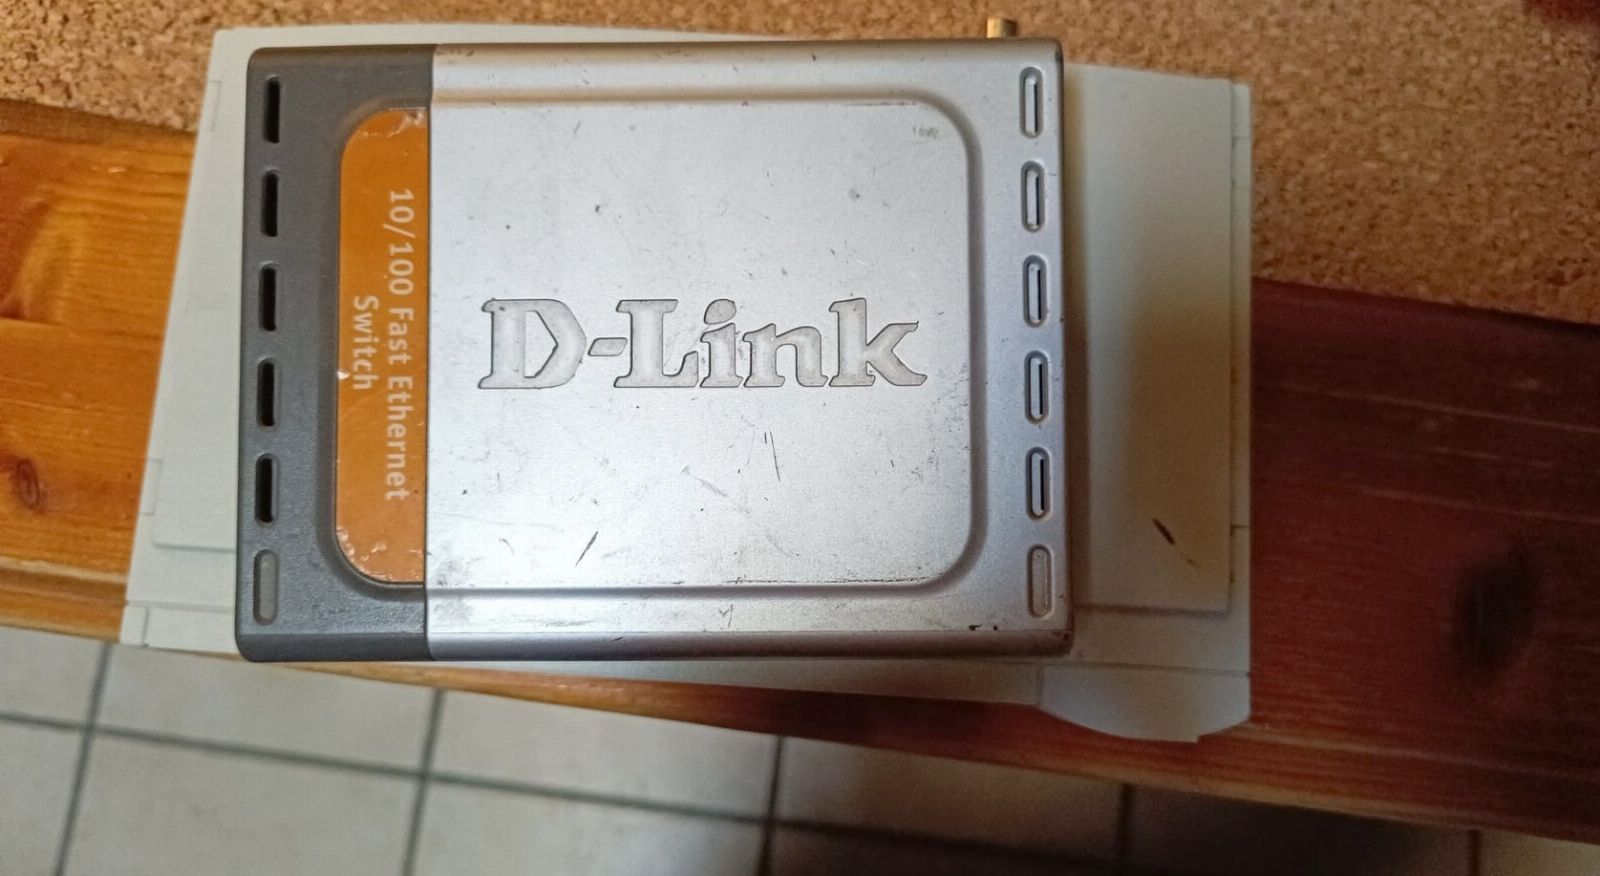 10/100 Fast Ethernet
Switch
D-Link